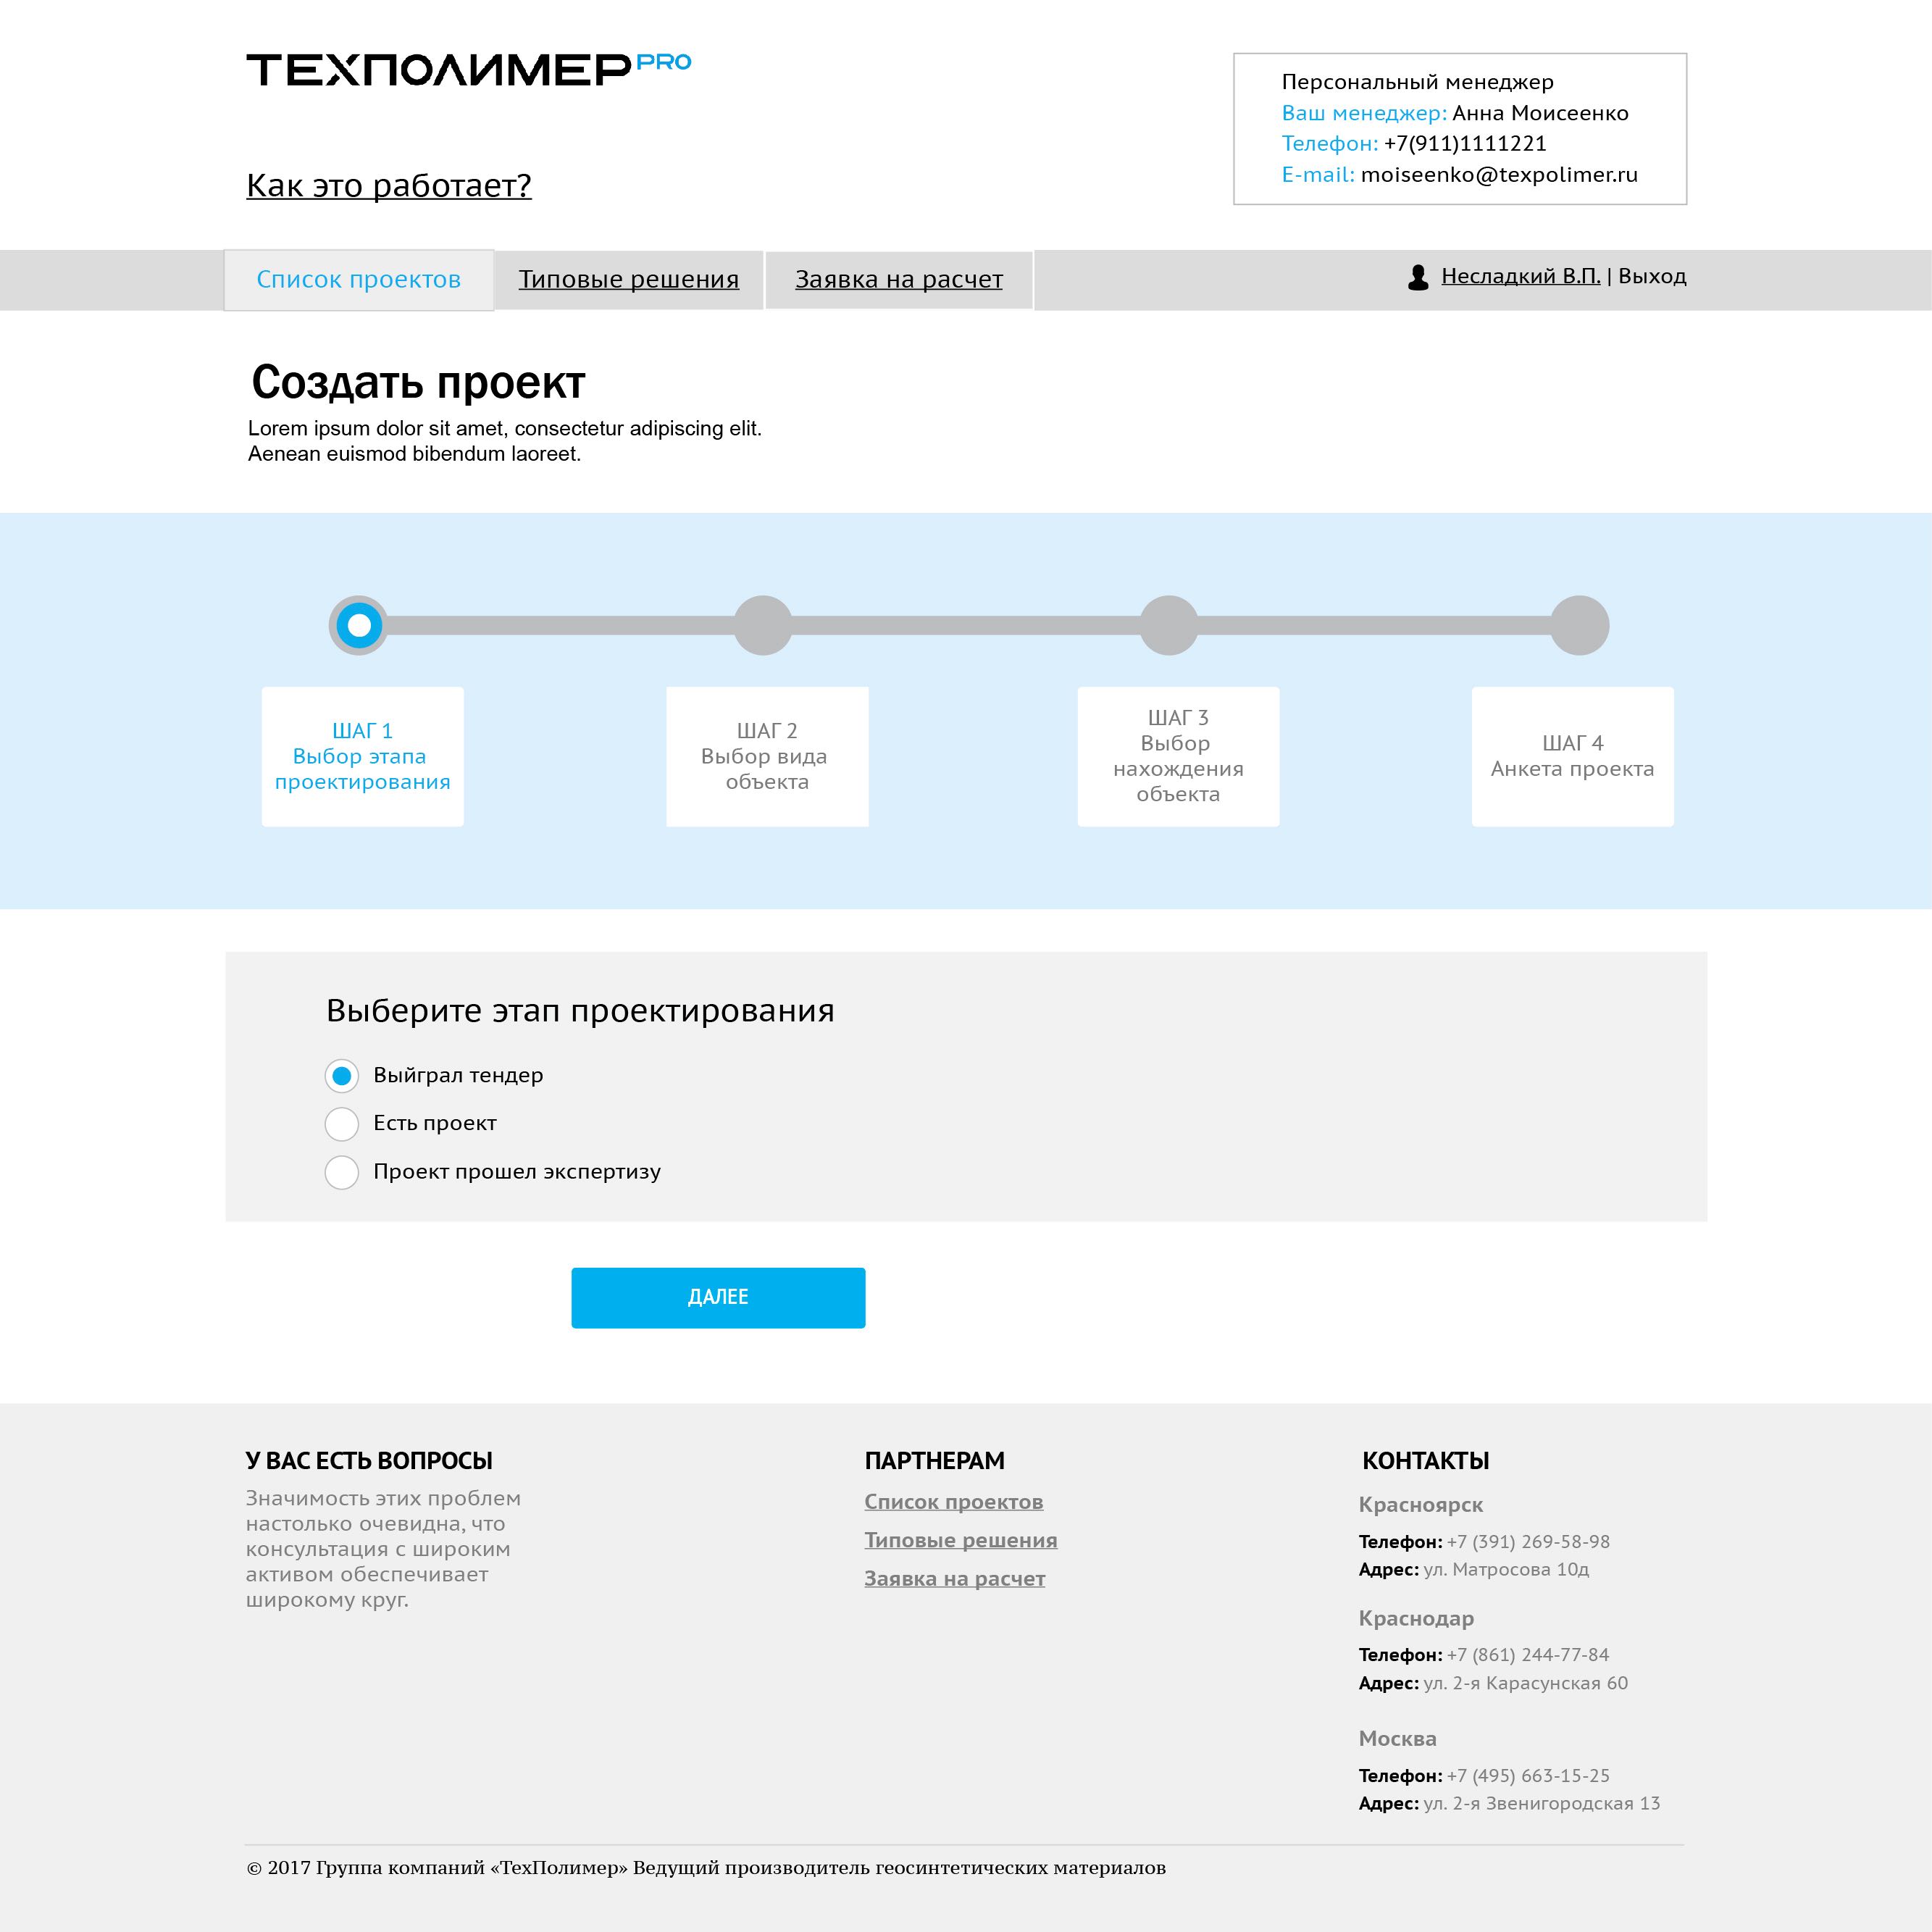 ТЕХПОЛИМЕР PRO
Персональный менеджер
Ваш менеджер: Анна Моисеенко
Телефон: +7(911)1111221
E-mail: moiseenko@texpolimer.ru
Как это работает?
Список проектов
Типовые решения
Заявка на расчет
Несладкий В.П. | Выход
Создать проект
Lorem ipsum dolor sit amet, consectetur adipiscing elit.
Aenean euismod bibendum laoreet.
ШАГ 1
Выбор этапа
проектирования
ШАГ 2
Выбор вида
объекта
ШАГ 3
Выбор
нахождения
объекта
ШАГ 4
Анкета проекта
Выберите этап проектирования
Выйграл тендер
Есть проект
Проект прошел экспертизу
ДАЛЕЕ
У ВАС ЕСТЬ ВОПРОСЫ
Значимость этих проблем
настолько очевидна, что
консультация с широким
активом обеспечивает
широкому круг.
ПАРТНЕРАМ
Список проектов
Типовые решения
Заявка на расчет
КОНТАКТЫ
Красноярск
Телефон: +7 (391) 269-58-98
Адрес: ул. Матросова 10д
Краснодар
Телефон: +7 (861) 244-77-84
Адрес: ул. 2-я Карасунская 60
Москва
Телефон: +7 (495) 663-15-25
Адрес: ул. 2-я Звенигородская 13
© 2017 Группа компаний «ТехПолимер» Ведущий производитель геосинтетических материалов